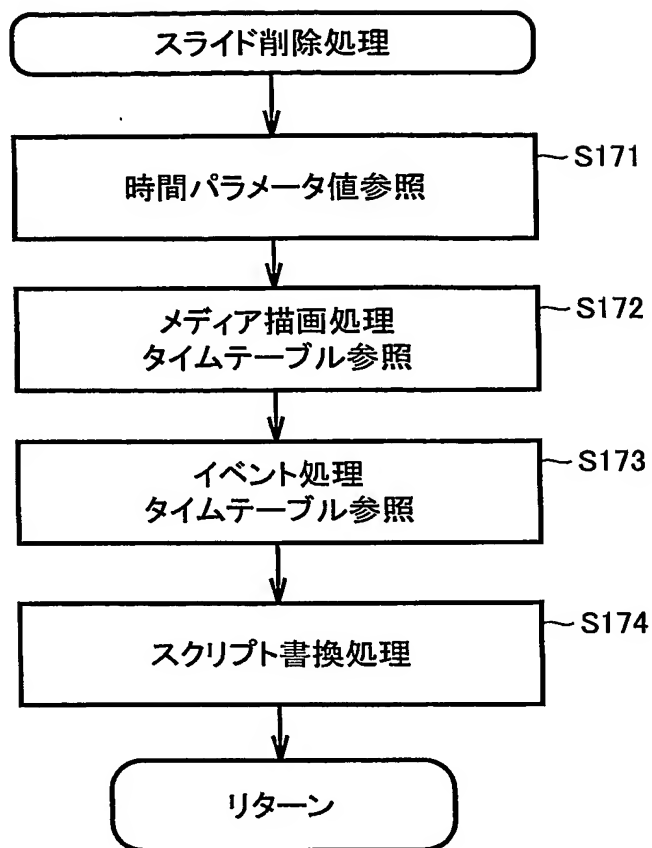 スライド削除処理
時間パラメータ値参照
S171
メディア描画処理
タイムテーブル参照
S172
イベント処理
タイムテーブル参照
S173
スクリプト書換処理
S174
リターン